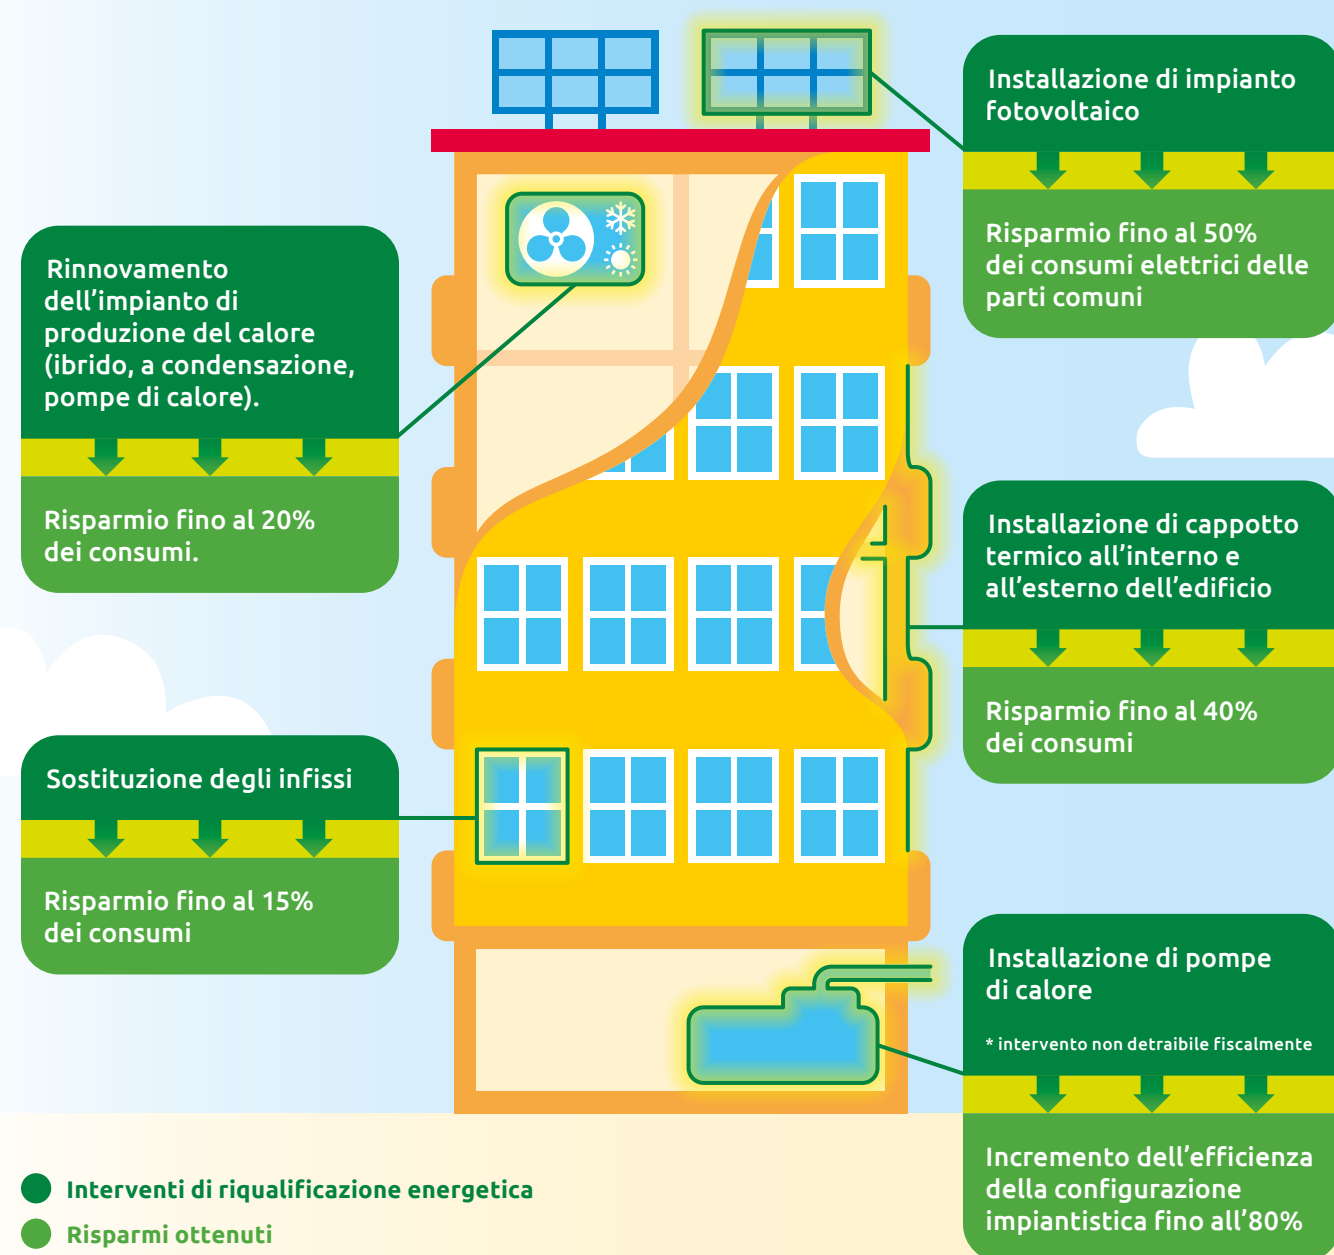 Installazione di impianto
fotovoltaico
Risparmio fino al 50%
dei consumi elettrici delle
parti comuni
Rinnovamento
dell’impianto di
produzione del calore
(ibrido, a condensazione,
pompe di calore).
Risparmio fino al 20%
dei consumi.
Installazione di cappotto
termico all’interno e
all’esterno dell’edificio
Risparmio fino al 40%
dei consumi
Sostituzione degli infissi
Risparmio fino al 15%
dei consumi
Installazione di pompe
di calore
* intervento non detraibile fiscalmente
Incremento dell’efficienza
della configurazione
impiantistica fino all’80%
Interventi di riqualificazione energetica
Risparmi ottenuti